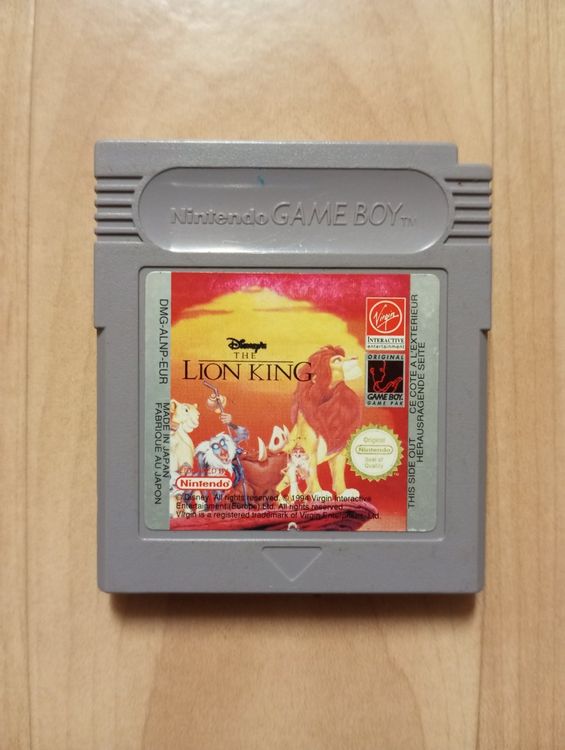 Nintendo GAME BOY TM
DMG-ALNP-EUR
MADE IN JAPAN
FABRIQUE AU JAPON
Disney's
THE
LION KING
Virgin
INTERACTIVE
entertainment
ORIGINAL
GAME BOY
GAME PAK
Original
Nintendo
Seal of
Quality
LICENSED BY
Nintendo
© Disney. All rights reserved. © 1994 Virgin Interactive
Entertainment (Europe) Ltd. All rights reserved.
Virgin is a registered trademark of Virgin Enterprises Ltd.
THIS SIDE OUT
CE COTE A L'EXTERIEUR
HERAUSRAGENDE SEITE